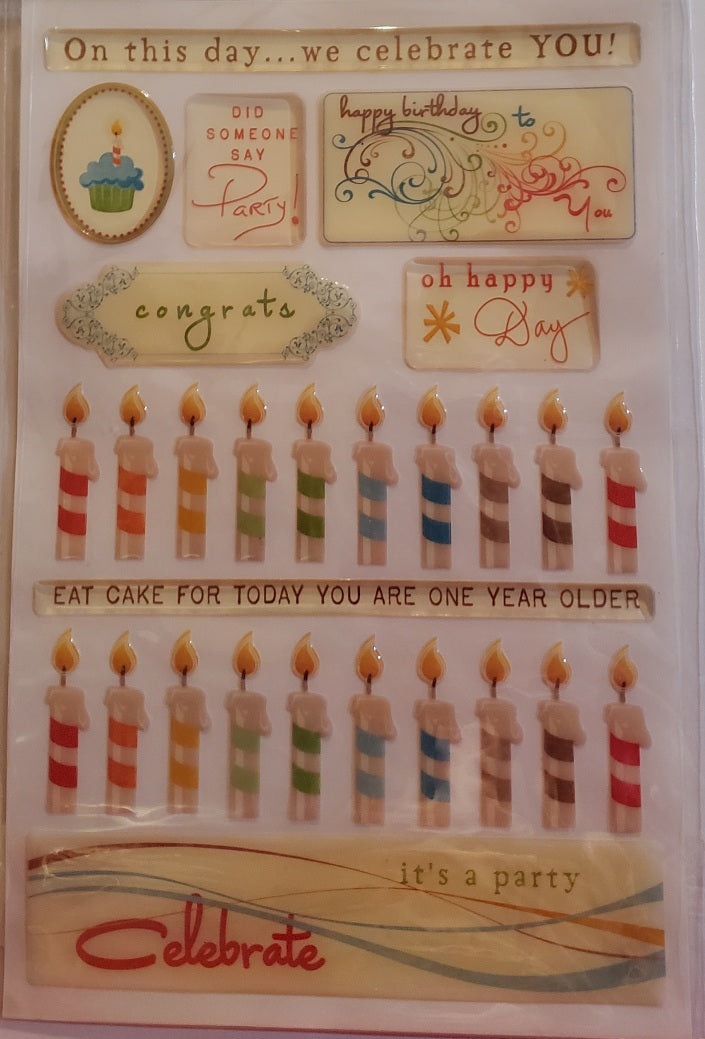 On this day...we celebrate YOU!
DID
SOMEONE
SAY
Party!
happy birthday to
You
congrats
oh happy
Day
EAT CAKE FOR TODAY YOU ARE ONE YEAR OLDER
it's a party
Celebrate